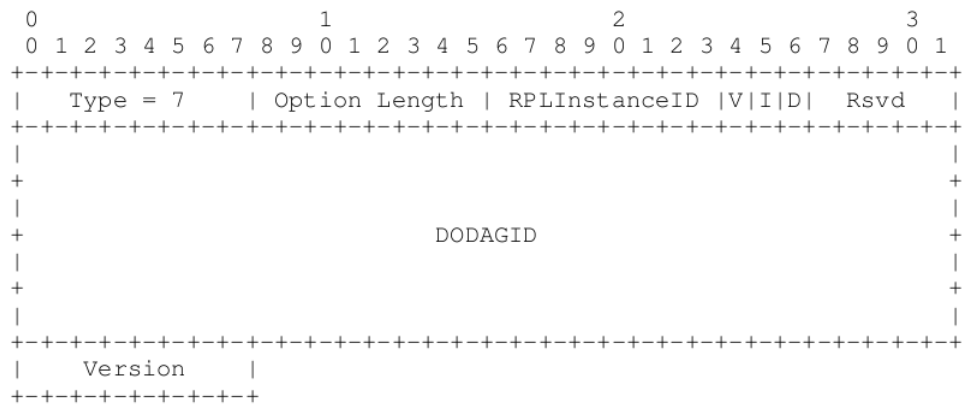 0                   1                   2                   3
 0 1 2 3 4 5 6 7 8 9 0 1 2 3 4 5 6 7 8 9 0 1 2 3 4 5 6 7 8 9 0 1
+-+-+-+-+-+-+-+-+-+-+-+-+-+-+-+-+-+-+-+-+-+-+-+-+-+-+-+-+-+-+-+-+
|   Type = 7    | Option Length | RPLInstanceID |V|I|D|  Rsvd   |
+-+-+-+-+-+-+-+-+-+-+-+-+-+-+-+-+-+-+-+-+-+-+-+-+-+-+-+-+-+-+-+-+
|                                                               |
+                                                               +
|                                                               |
+                            DODAGID                            +
|                                                               |
+                                                               +
|                                                               |
+-+-+-+-+-+-+-+-+-+-+-+-+-+-+-+-+-+-+-+-+-+-+-+-+-+-+-+-+-+-+-+-+
|    Version    |
+-+-+-+-+-+-+-+-+